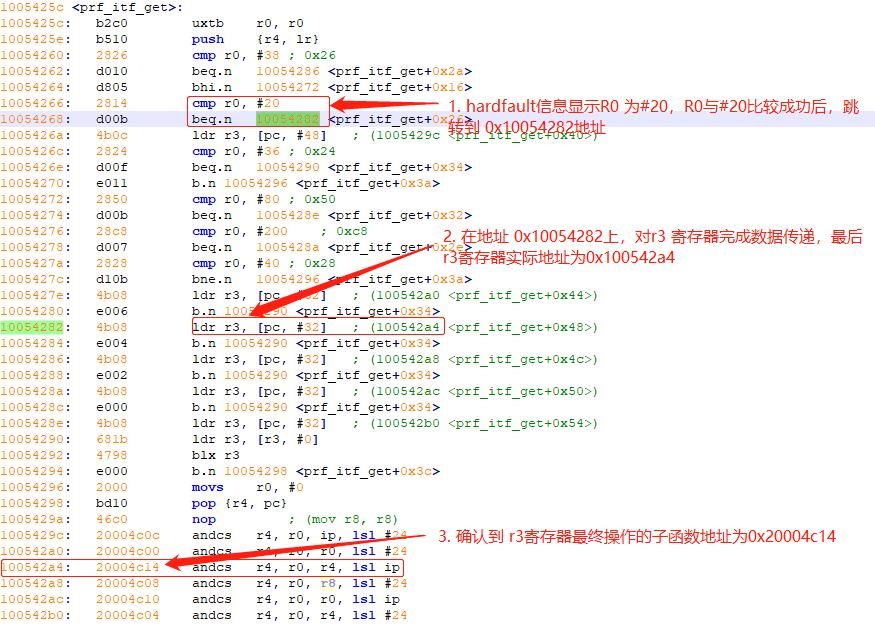 1005425c <prf_itf_get>:
1005425c: b2c0 uxtb r0, r0
1005425e: b510 push {r4, lr}
10054260: 2826 cmp r0, #38 ; 0x26
10054262: d010 beq.n 10054286 <prf_itf_get+0x2a>
10054264: d805 bhi.n 10054272 <prf_itf_get+0x16>
10054266: 2814 cmp r0, #20
1. hardfault信息显示R0 为#20，R0与#20比较成功后，跳
转到 0x10054282地址
10054268: d00b beq.n 10054282 <prf_itf_get+0x26>
1005426a: 4b0c ldr r3, [pc, #48] ; (1005429c <prf_itf_get+0x40>)
1005426c: 2824 cmp r0, #36 ; 0x24
1005426e: d00f beq.n 10054290 <prf_itf_get+0x34>
10054270: e011 b.n 10054296 <prf_itf_get+0x3a>
10054272: 2850 cmp r0, #80 ; 0x50
10054274: d00b beq.n 1005428e <prf_itf_get+0x32>
10054276: 28c8 cmp r0, #200 ; 0xc8
2. 在地址 0x10054282上，对r3 寄存器完成数据传递，最后
r3寄存器实际地址为0x100542a4
10054278: d007 beq.n 1005428a <prf_itf_get+0x2e>
1005427a: 2828 cmp r0, #40 ; 0x28
1005427c: d10b bne.n 10054296 <prf_itf_get+0x3a>
1005427e: 4b08 ldr r3, [pc, #32] ; (100542a0 <prf_itf_get+0x44>)
10054280: e006 b.n 10054290 <prf_itf_get+0x34>
10054282: 4b08 ldr r3, [pc, #32] ; (100542a4 <prf_itf_get+0x48>)
10054284: e004 b.n 10054290 <prf_itf_get+0x34>
10054286: 4b08 ldr r3, [pc, #32] ; (100542a8 <prf_itf_get+0x4c>)
10054288: e002 b.n 10054290 <prf_itf_get+0x34>
1005428a: 4b08 ldr r3, [pc, #32] ; (100542ac <prf_itf_get+0x50>)
1005428c: e000 b.n 10054290 <prf_itf_get+0x34>
1005428e: 4b08 ldr r3, [pc, #32] ; (100542b0 <prf_itf_get+0x54>)
10054290: 681b ldr r3, [r3, #0]
10054292: 4798 blx r3
10054294: e000 b.n 10054298 <prf_itf_get+0x3c>
10054296: 2000 movs r0, #0
10054298: bd10 pop {r4, pc}
1005429a: 46c0 nop ; (mov r8, r8)
1005429c: 20004c0c andcs r4, r0, ip, lsl #24
3. 确认到 r3寄存器最终操作的子函数地址为0x20004c14
100542a0: 20004c00 andcs r4, r0, r0, lsl #24
100542a4: 20004c14 andcs r4, r0, r4, lsl ip
100542a8: 20004c08 andcs r4, r0, r8, lsl #24
100542ac: 20004c10 andcs r4, r0, r0, lsl ip
100542b0: 20004c04 andcs r4, r0, r4, lsl #24